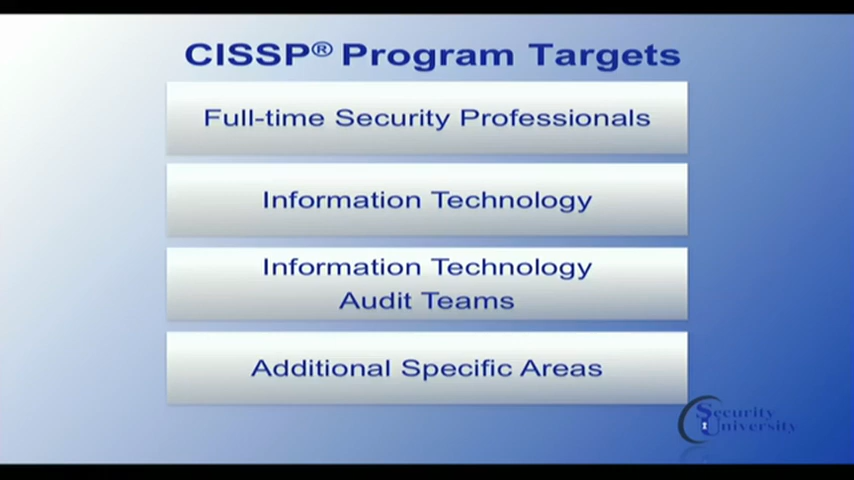 CISSP® Program Targets
Full-time Security Professionals
Information Technology
Information Technology
Audit Teams
Additional Specific Areas
Security
University